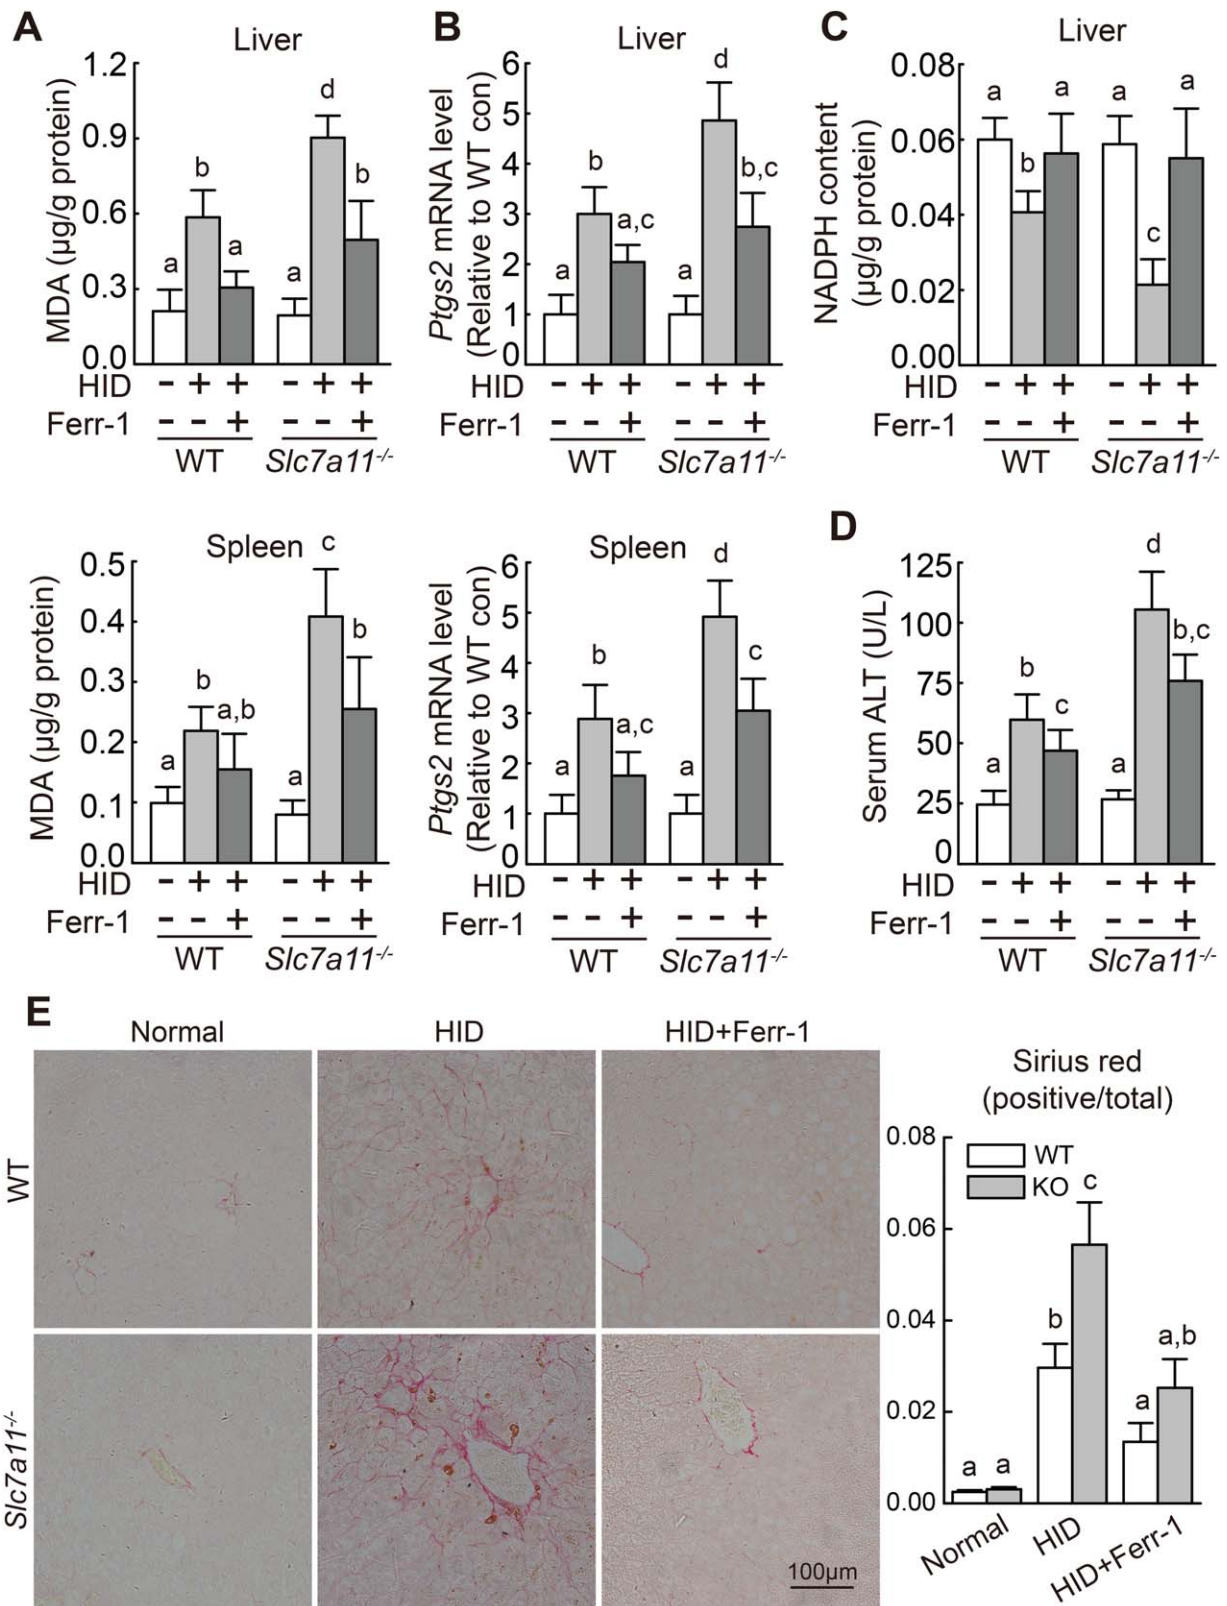 A
Liver
MDA (µg/g protein)
1.2
0.9
0.6
0.3
0.0
a
b
a
a
d
b
HID - + + - + +
Ferr-1 - - + - - +
WT
Slc7a11-/-
B
Liver
Ptgs2 mRNA level
(Relative to WT con)
6
5
4
3
2
1
0
a
b
a,c
a
d
b,c
HID - + + - + +
Ferr-1 - - + - - +
WT
Slc7a11-/-
C
Liver
NADPH content
(µg/g protein)
0.08
0.06
0.04
0.02
0.00
a
b
a
a
c
a
HID - + + - + +
Ferr-1 - - + - - +
WT
Slc7a11-/-
Spleen
MDA (µg/g protein)
0.5
0.4
0.3
0.2
0.1
0.0
a
b
a,b
a
c
b
HID - + + - + +
Ferr-1 - - + - - +
WT
Slc7a11-/-
Spleen
Ptgs2 mRNA level
(Relative to WT con)
6
5
4
3
2
1
0
a
b
a,c
a
d
c
HID - + + - + +
Ferr-1 - - + - - +
WT
Slc7a11-/-
D
Serum ALT (U/L)
125
100
75
50
25
0
a
b
c
a
d
b,c
HID - + + - + +
Ferr-1 - - + - - +
WT
Slc7a11-/-
E
Normal
HID
HID+Ferr-1
WT
Slc7a11-/-
100µm
Sirius red
(positive/total)
WT
KO
0.08
0.06
0.04
0.02
0.00
a
a
b
c
a
a,b
Normal
HID
HID+Ferr-1